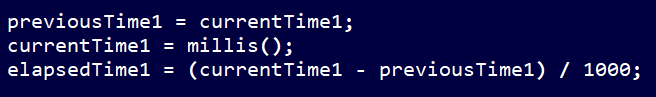 previousTime1 = currentTime1;
currentTime1 = millis();
elapsedTime1 = (currentTime1 - previousTime1) / 1000;